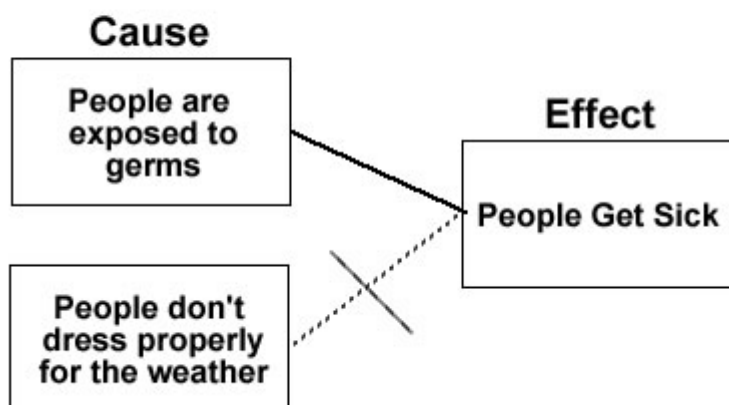 Cause
People are
exposed to
germs
Effect
People Get Sick
People don't
dress properly
for the weather